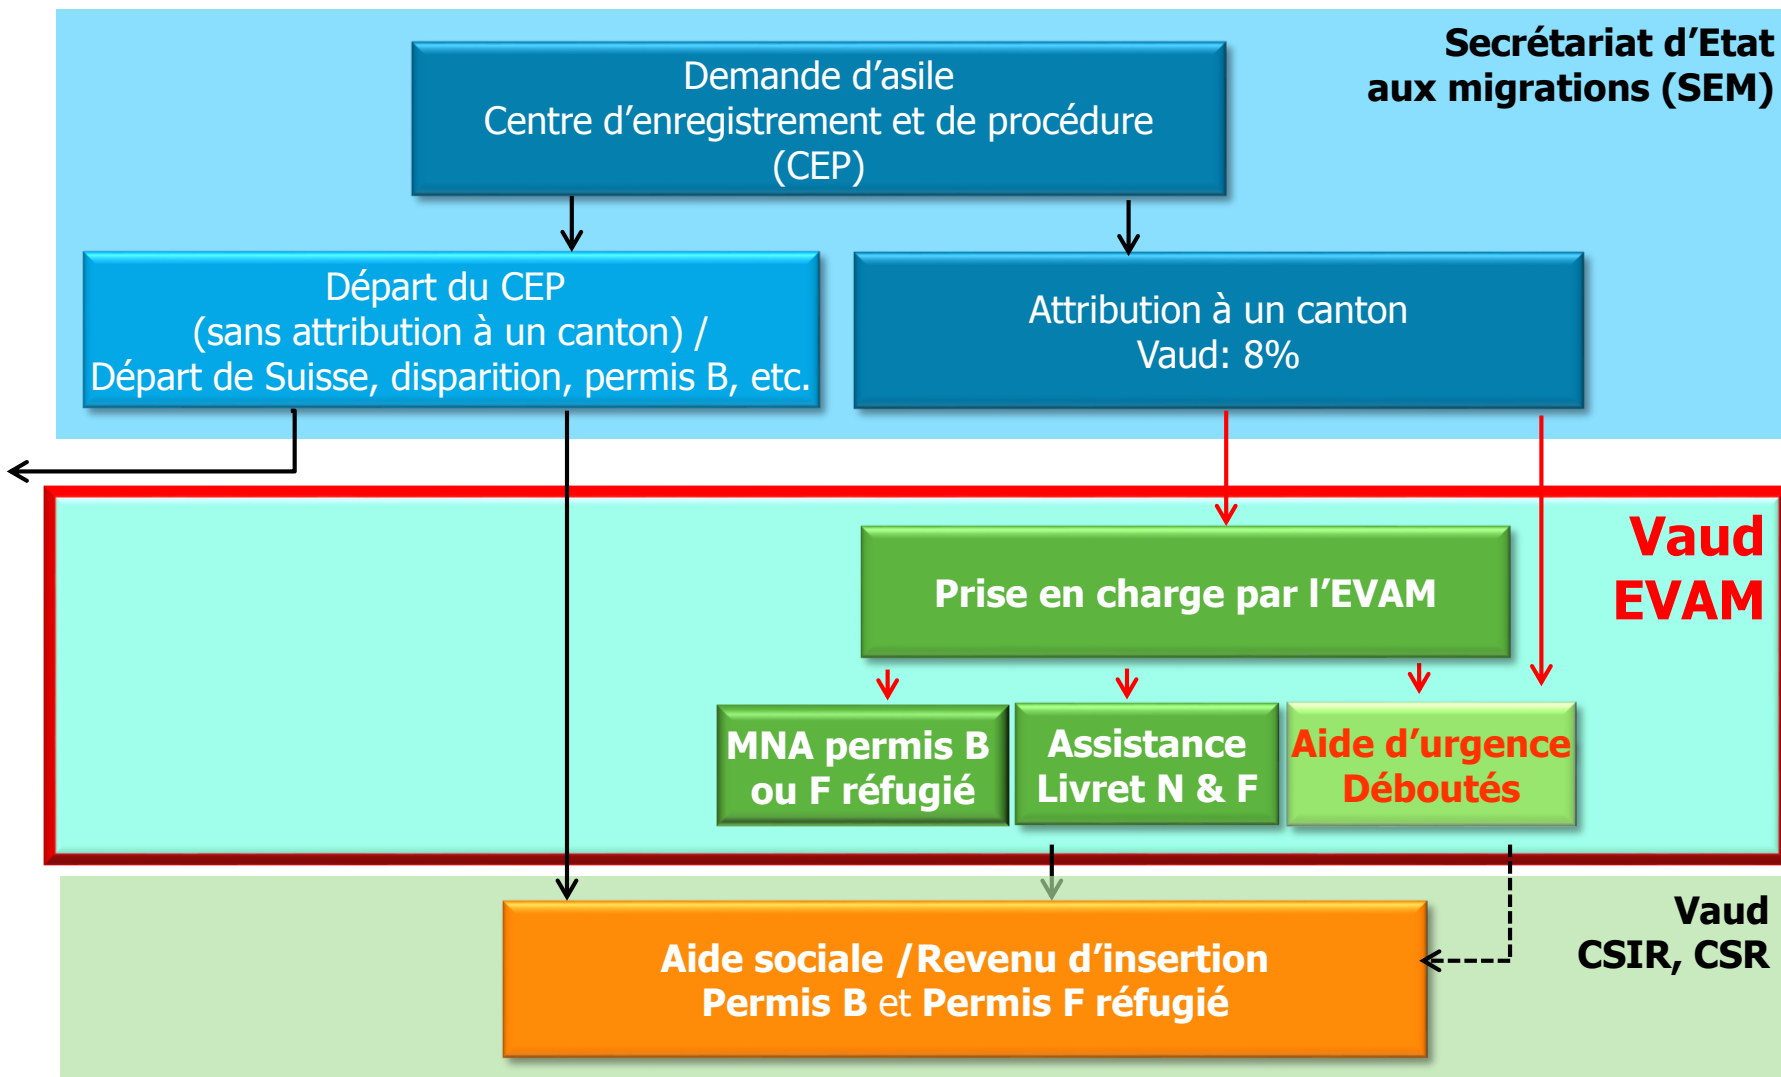 Secrétariat d’Etat
aux migrations (SEM)
Demande d’asile
Centre d’enregistrement et de procédure
(CEP)
Départ du CEP
(sans attribution à un canton) /
Départ de Suisse, disparition, permis B, etc.
Attribution à un canton
Vaud: 8%
Vaud
EVAM
Prise en charge par l’EVAM
MNA permis B
ou F réfugié
Assistance
Livret N & F
Aide d’urgence
Déboutés
Vaud
CSIR, CSR
Aide sociale / Revenu d’insertion
Permis B et Permis F réfugié